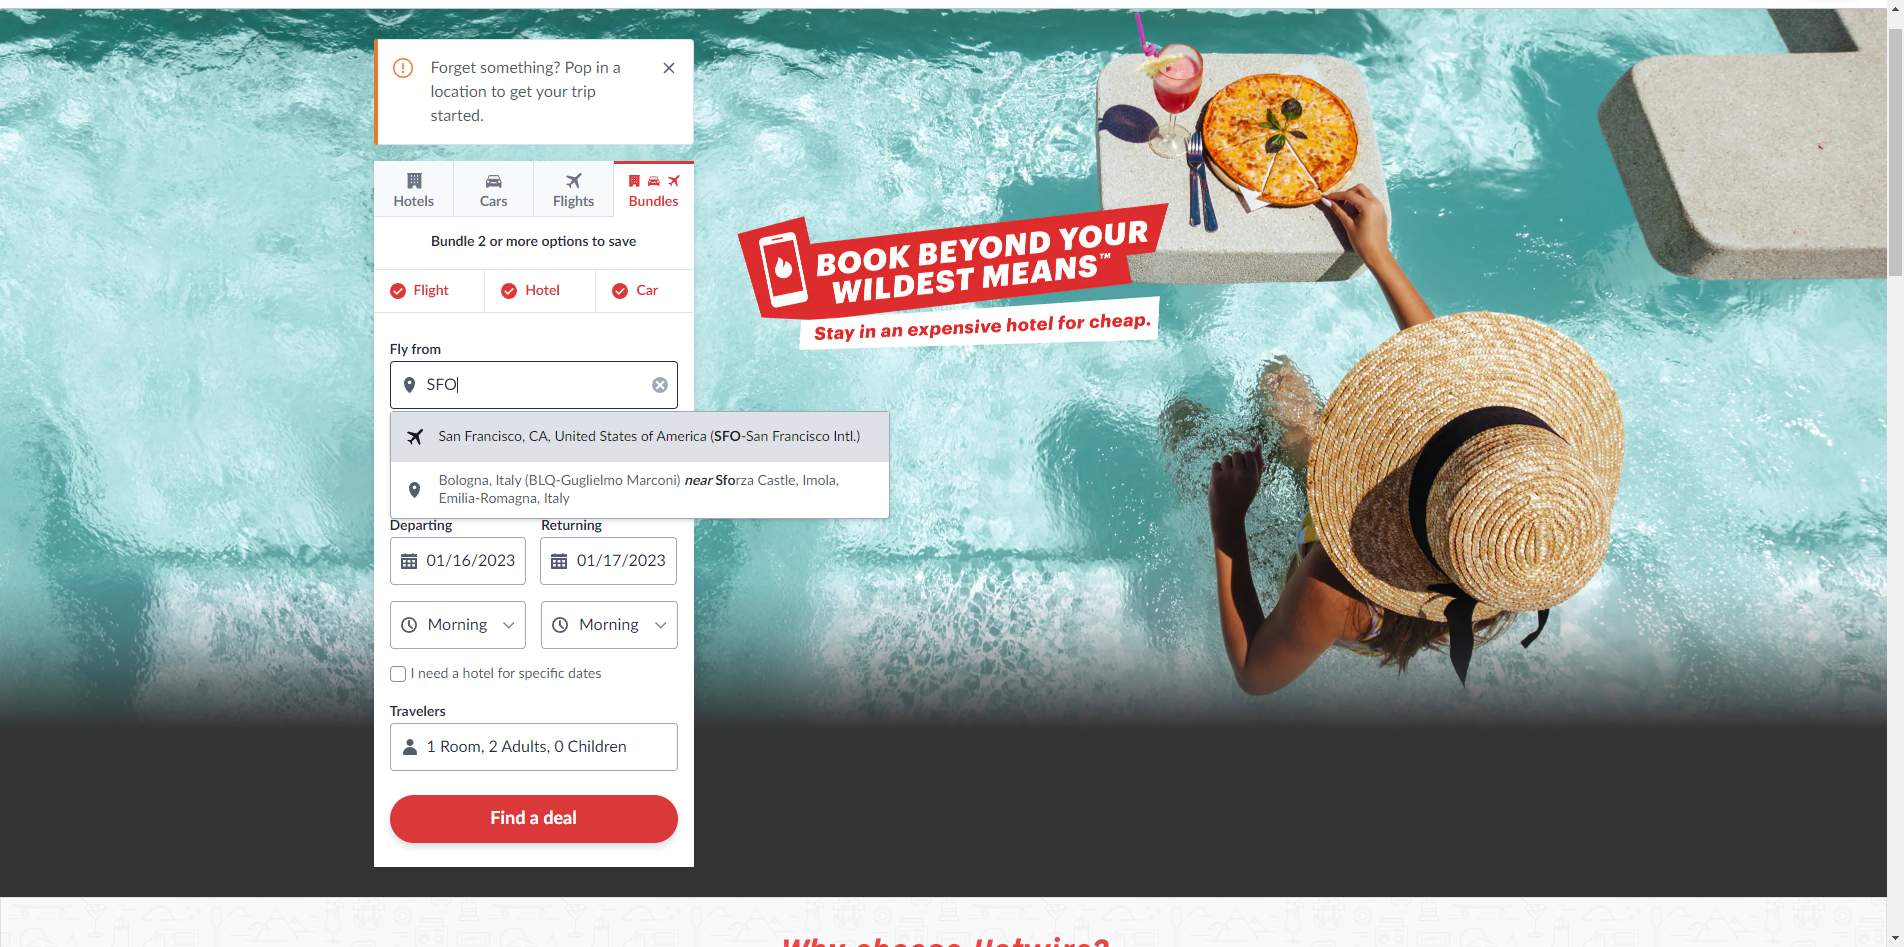 Forget something? Pop in a
location to get your trip
started.
Hotels
Cars
Flights
Bundles
Bundle 2 or more options to save
Flight
Hotel
Car
Fly from
SFO
San Francisco, CA, United States of America (SFO-San Francisco Intl.)
Bologna, Italy (BLQ-Guglielmo Marconi) near Sforza Castle, Imola,
Emilia-Romagna, Italy
Departing
Returning
01/16/2023
01/17/2023
Morning
Morning
I need a hotel for specific dates
Travelers
1 Room, 2 Adults, 0 Children
Find a deal
BOOK BEYOND YOUR
WILDEST MEANS™
Stay in an expensive hotel for cheap.
Why choose Hotwire?